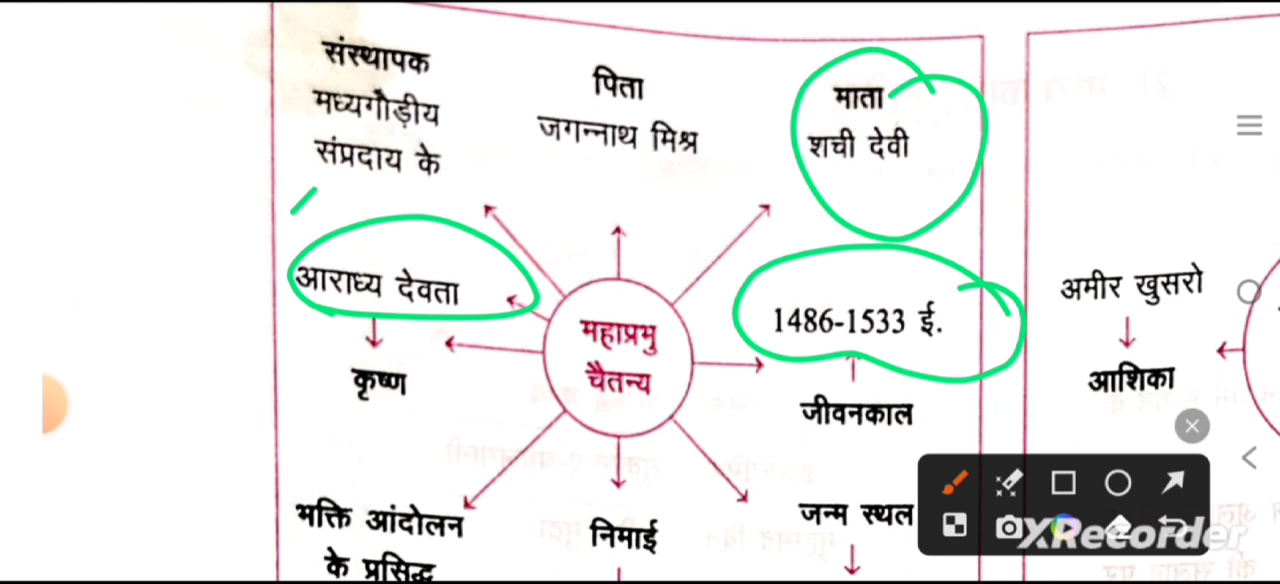 संस्थापक
मध्यगौड़ीय
संप्रदाय के
पिता
जगन्नाथ मिश्र
माता
शची देवी
आराध्य देवता
कृष्ण
महाप्रभु
चैतन्य
1486-1533 ई.
जीवनकाल
भक्ति आंदोलन
के प्रसिद्ध
निमाई
जन्म स्थल
अमीर खुसरो
आशिका
XRecorder